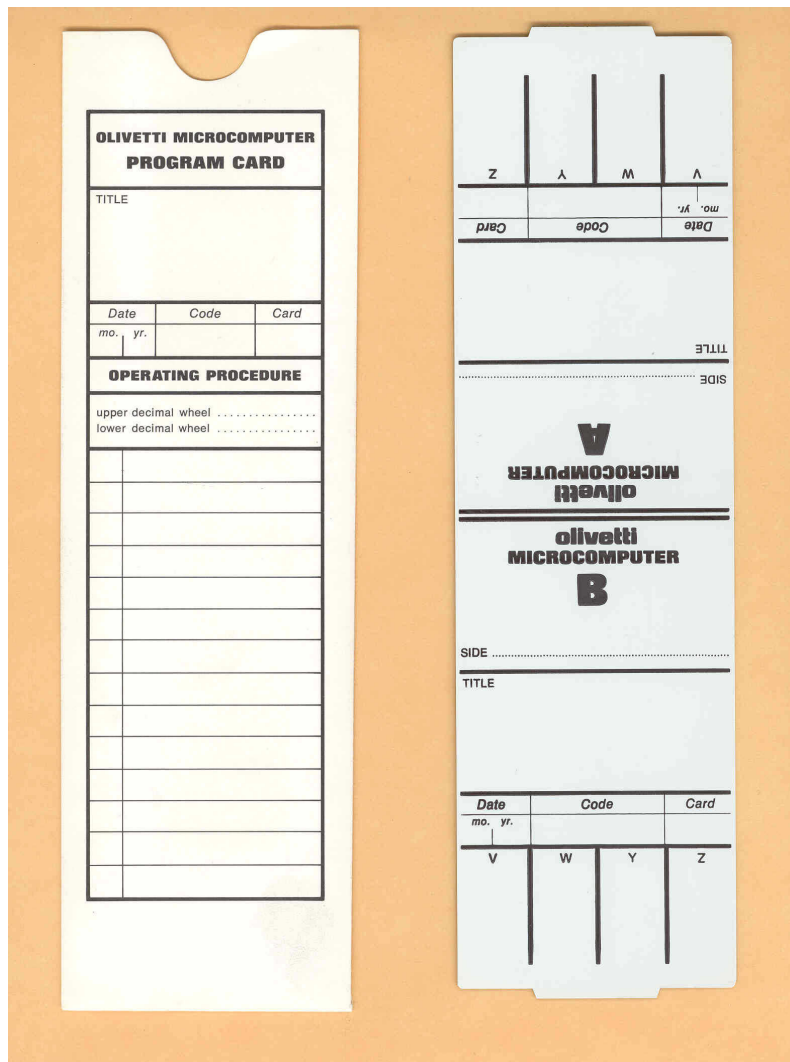 OLIVETTI MICROCOMPUTER
PROGRAM CARD
TITLE
Date Code Card
mo. yr.
OPERATING PROCEDURE
upper decimal wheel ................
lower decimal wheel ................
Z Y W V
mo. yr.
Card Code Date
TITLE
SIDE
A
MICROCOMPUTER
olivetti
olivetti
MICROCOMPUTER
B
SIDE
TITLE
Date Code Card
mo. yr.
V W Y Z